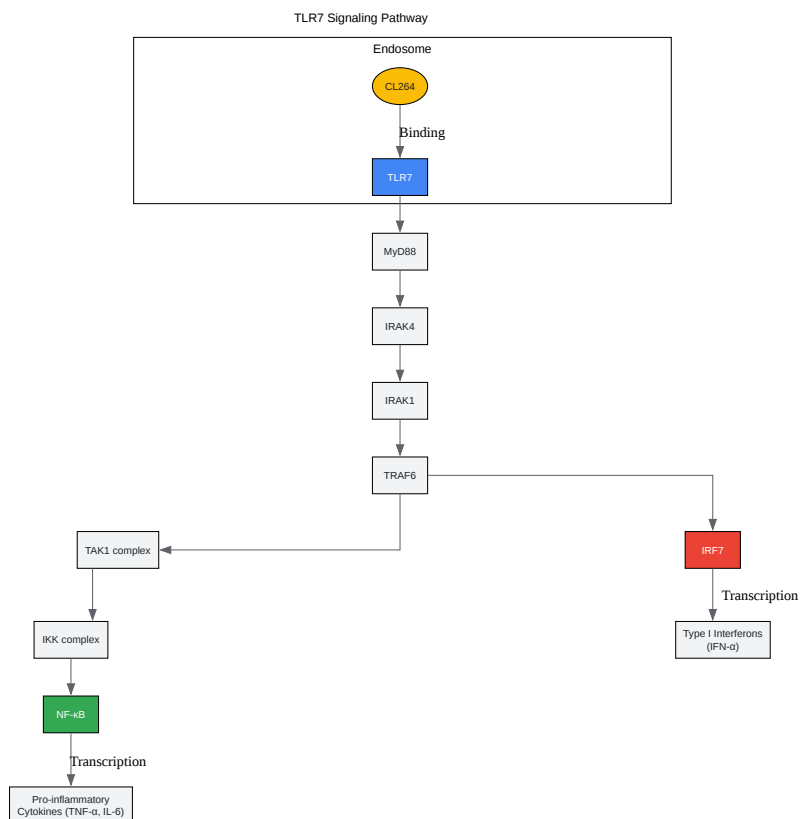 TLR7 Signaling Pathway
Endosome
CL264
Binding
TLR7
MyD88
IRAK4
IRAK1
TRAF6
TAK1 complex
IRF7
Transcription
IKK complex
Type I Interferons
(IFN-α)
NF-κB
Transcription
Pro-inflammatory
Cytokines (TNF-α, IL-6)